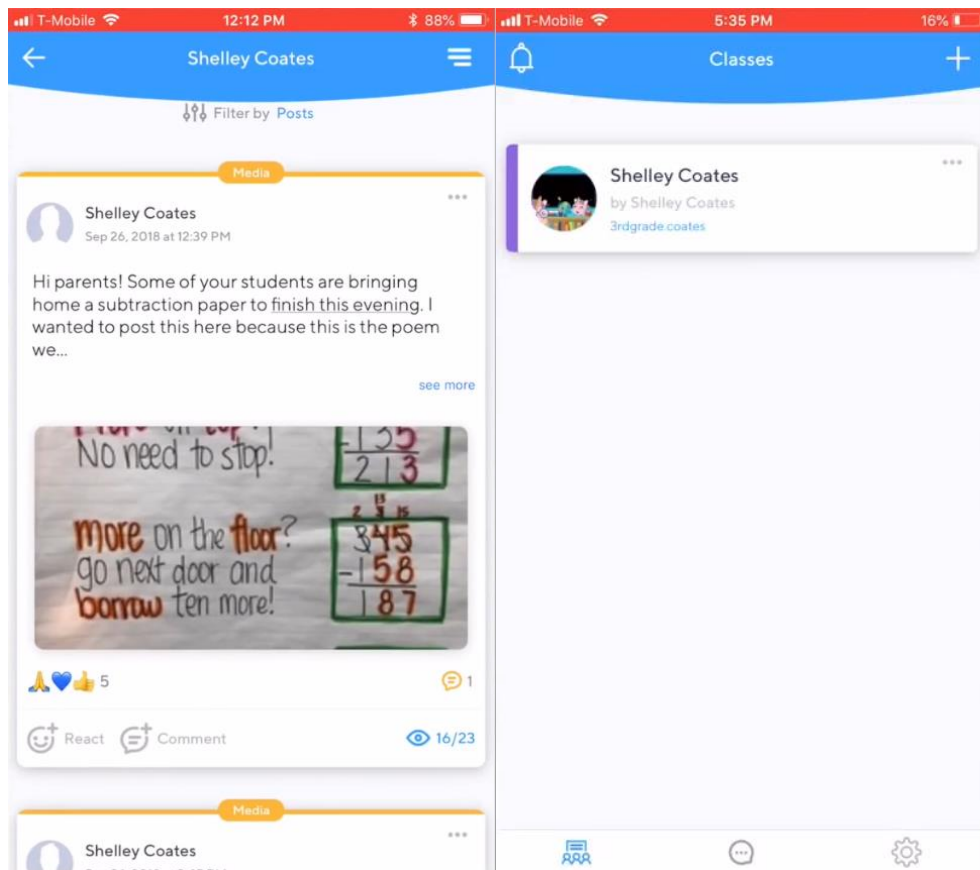 T-Mobile 12:12 PM 88%
Shelley Coates
Filter by Posts
Media
Shelley Coates
Sep 26, 2018 at 12:39 PM
Hi parents! Some of your students are bringing
home a subtraction paper to finish this evening. I
wanted to post this here because this is the poem
we...
see more
No need to stop!
-135
213
more on the floor?
go next door and
borrow ten more!
2 13 15
345
-158
187
5
1
React Comment 16/23
Media
Shelley Coates
T-Mobile 5:35 PM 16%
Classes
Shelley Coates
by Shelley Coates
3rdgrade.coates